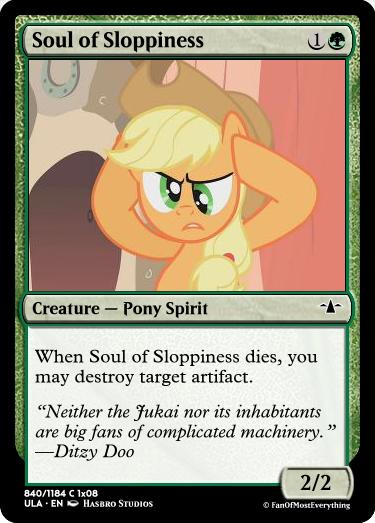 Soul of Sloppiness 1
Creature — Pony Spirit
When Soul of Sloppiness dies, you
may destroy target artifact.
“Neither the Jukai nor its inhabitants
are big fans of complicated machinery.”
—Ditzy Doo
2/2
840/1184 C 1x08
ULA • EN Hasbro Studios
© FanOfMostEverything